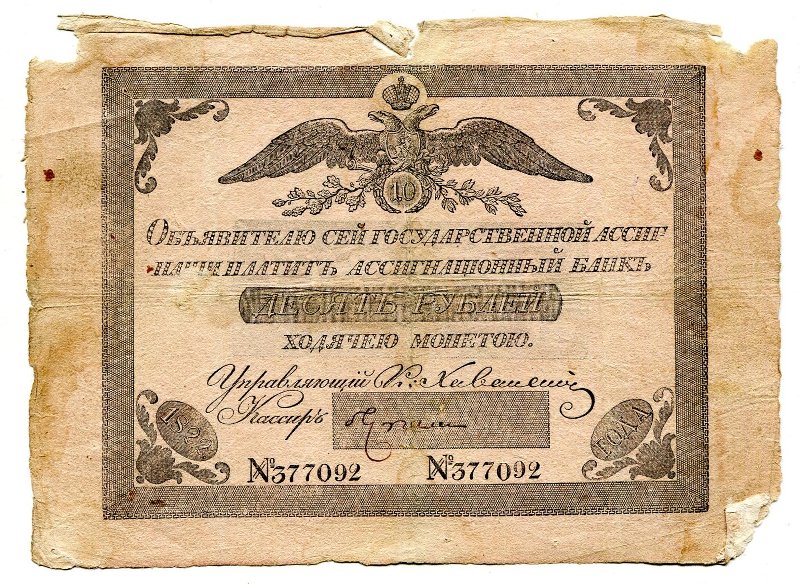 10
ОБЪЯВИТЕЛЮ СЕЙ ГОСУДАРСТВЕННОЙ АССИГ
НАЦІИ ПЛАТИТЪ АССИГНАЦІОННЫЙ БАНКЪ
ДЕСЯТЬ РУБЛЕЙ
ХОДЯЧЕЮ МОНЕТОЮ.
Управляющій
Кассиръ
ГОДА
№377092 №377092